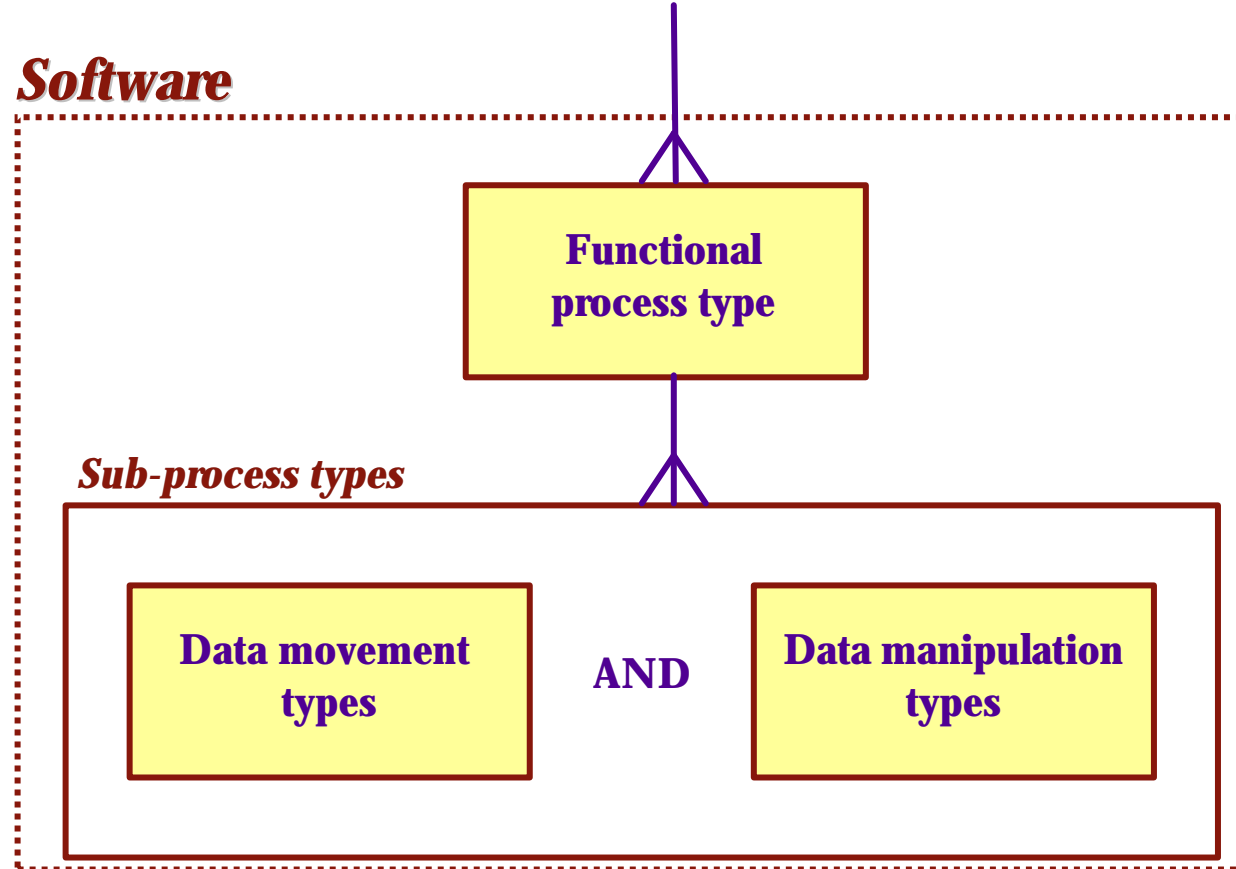 Software
Functional
process type
Sub-process types
Data movement
types
AND
Data manipulation
types